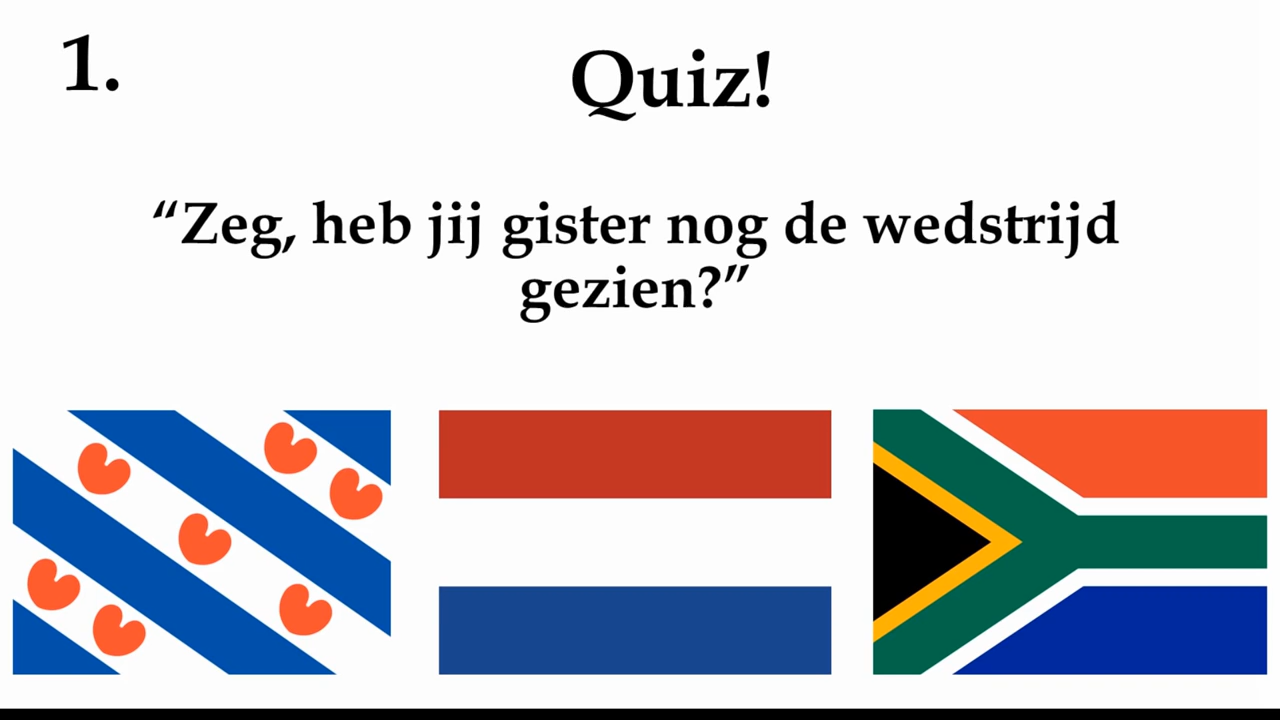 1.
Quiz!
“Zeg, heb jij gister nog de wedstrijd
gezien?”